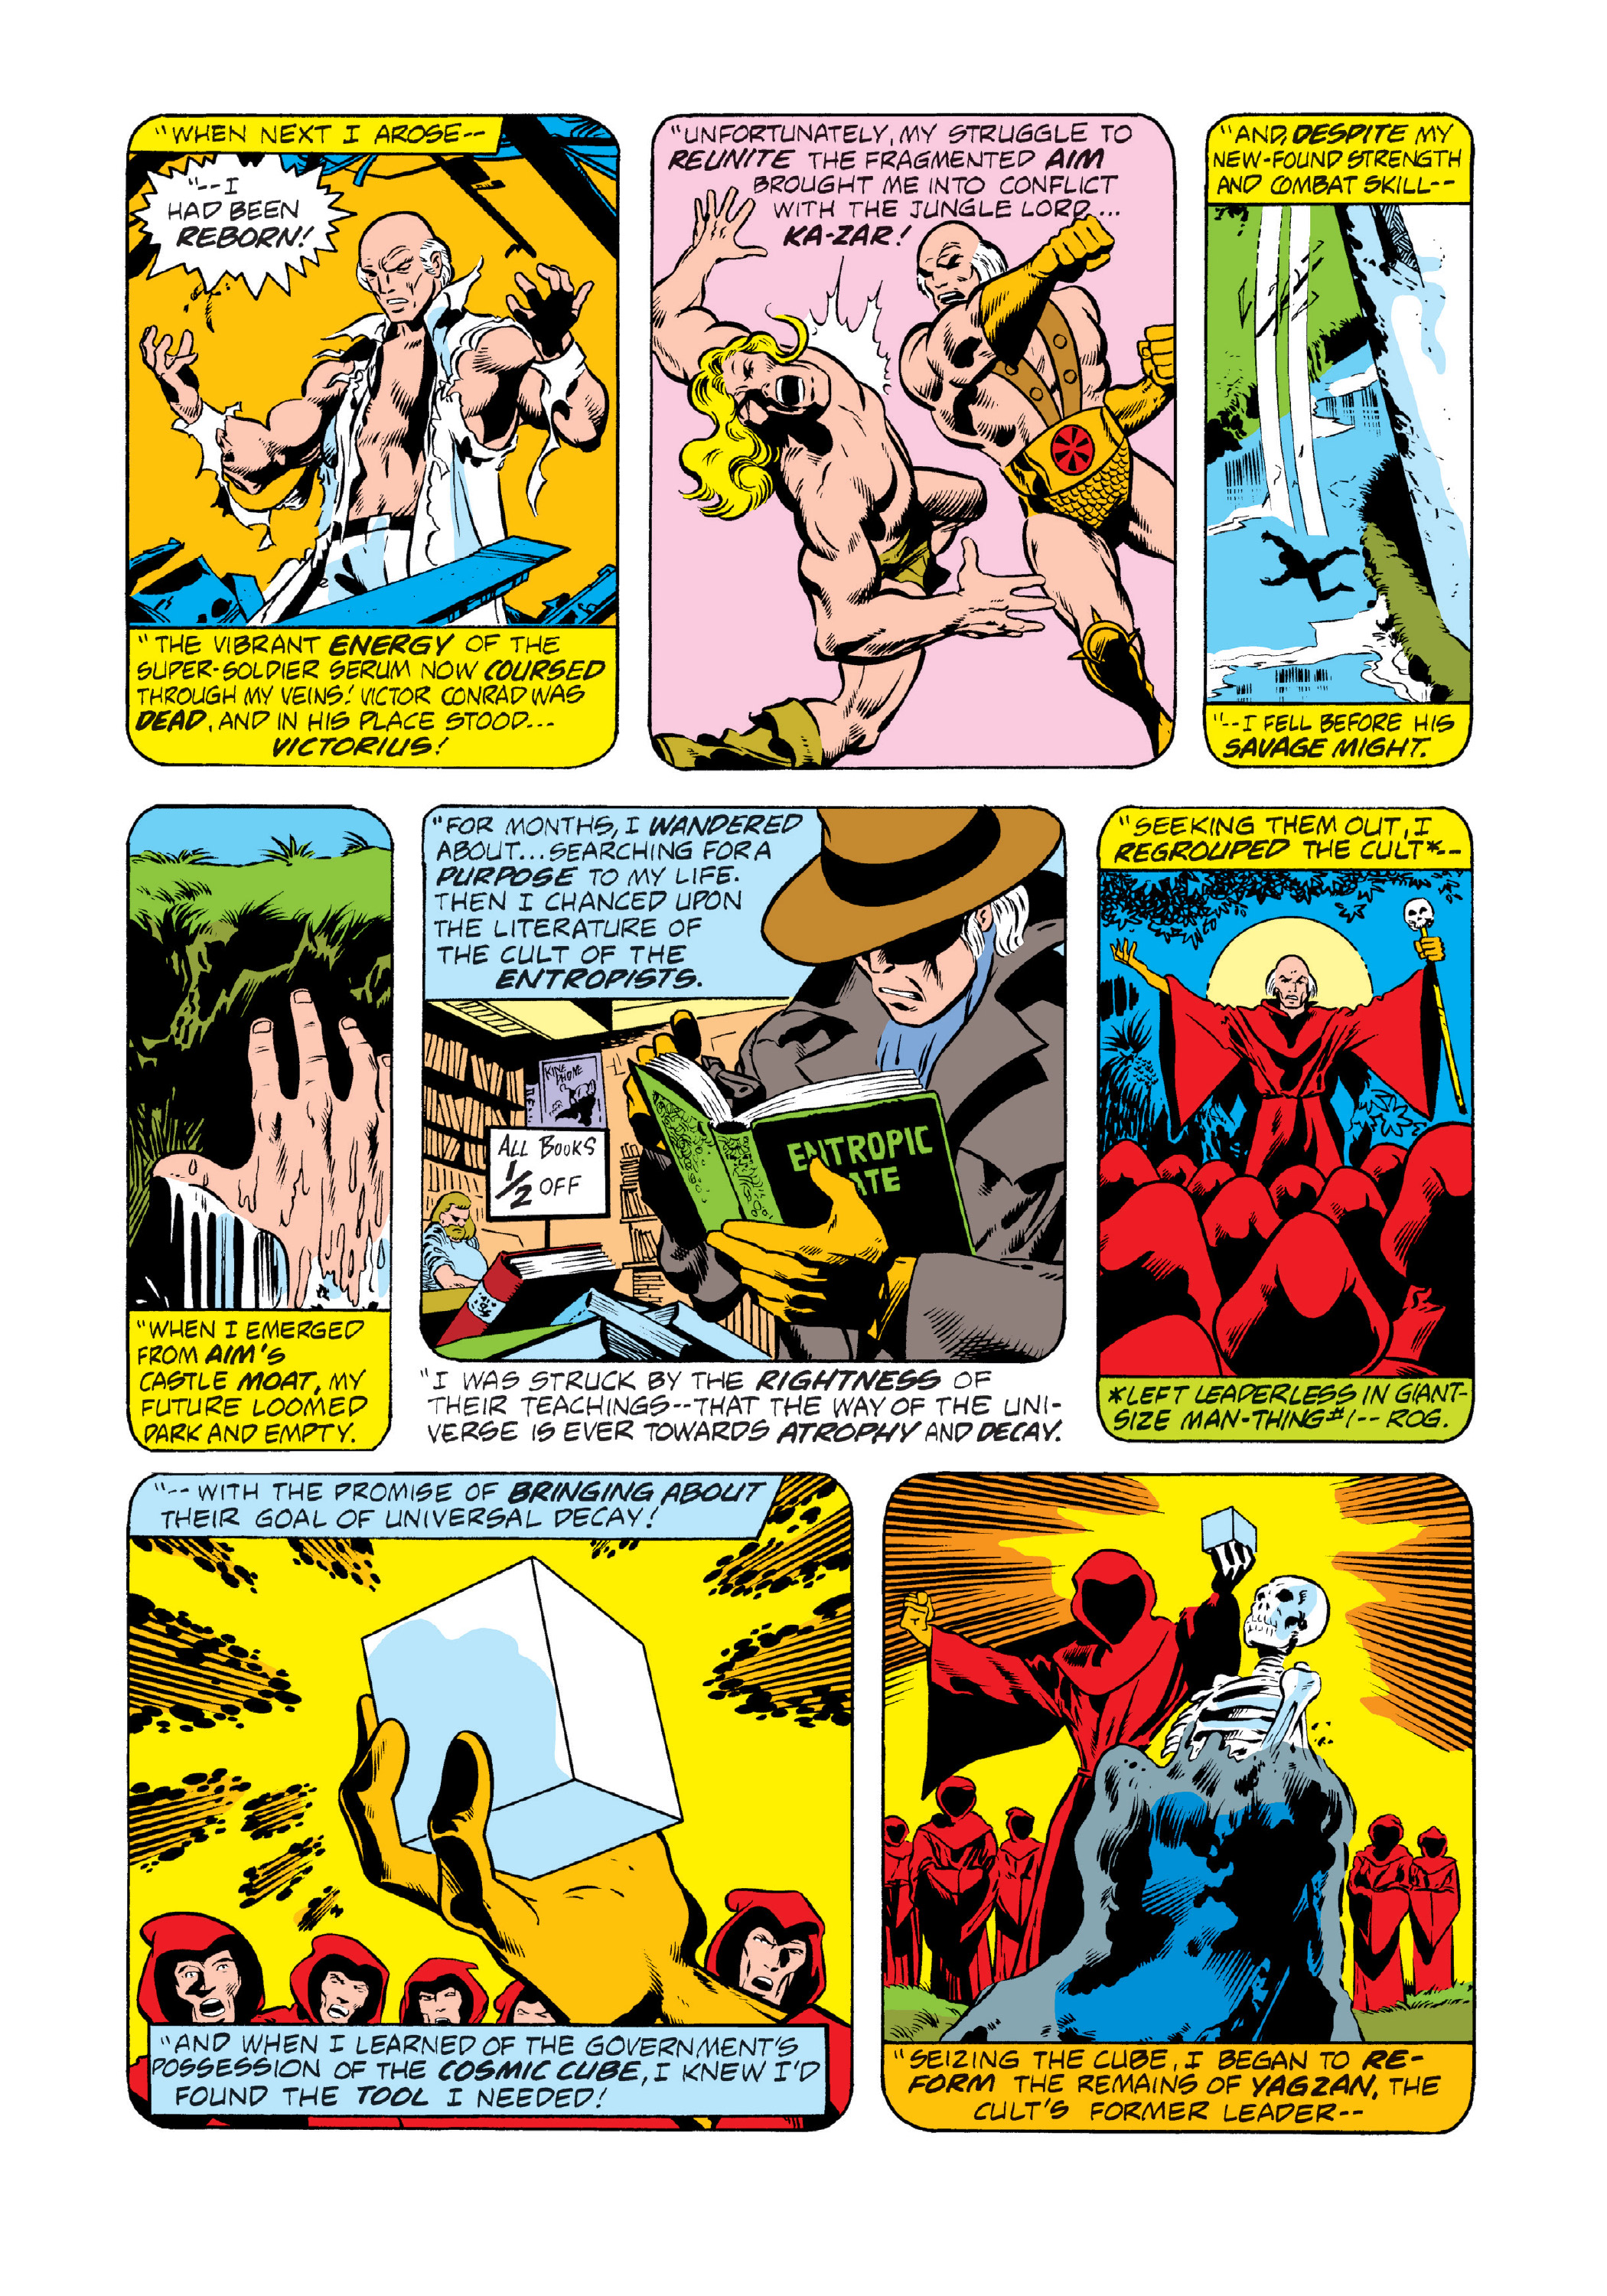 "WHEN NEXT I AROSE--
"--I
HAD BEEN
REBORN!
"THE VIBRANT ENERGY OF THE
SUPER-SOLDIER SERUM NOW COURSED
THROUGH MY VEINS! VICTOR CONRAD WAS
DEAD, AND IN HIS PLACE STOOD...
VICTORIUS!
"UNFORTUNATELY, MY STRUGGLE TO
REUNITE THE FRAGMENTED AIM
BROUGHT ME INTO CONFLICT
WITH THE JUNGLE LORD...
KA-ZAR!
"AND, DESPITE MY
NEW-FOUND STRENGTH
AND COMBAT SKILL--
"--I FELL BEFORE HIS
SAVAGE MIGHT.
"WHEN I EMERGED
FROM AIM'S
CASTLE MOAT, MY
FUTURE LOOMED
DARK AND EMPTY.
"FOR MONTHS, I WANDERED
ABOUT... SEARCHING FOR A
PURPOSE TO MY LIFE.
THEN I CHANCED UPON
THE LITERATURE OF
THE CULT OF THE
ENTROPISTS.
ALL BOOKS
1/2 OFF
ENTROPIC
ATE
"I WAS STRUCK BY THE RIGHTNESS OF
THEIR TEACHINGS--THAT THE WAY OF THE UNI-
VERSE IS EVER TOWARDS ATROPHY AND DECAY.
"SEEKING THEM OUT, I
REGROUPED THE CULT*--
*LEFT LEADERLESS IN GIANT-
SIZE MAN-THING #1-- ROG.
"-- WITH THE PROMISE OF BRINGING ABOUT
THEIR GOAL OF UNIVERSAL DECAY!
"AND WHEN I LEARNED OF THE GOVERNMENT'S
POSSESSION OF THE COSMIC CUBE, I KNEW I'D
FOUND THE TOOL I NEEDED!
"SEIZING THE CUBE, I BEGAN TO RE-
FORM THE REMAINS OF YAGZAN, THE
CULT'S FORMER LEADER--